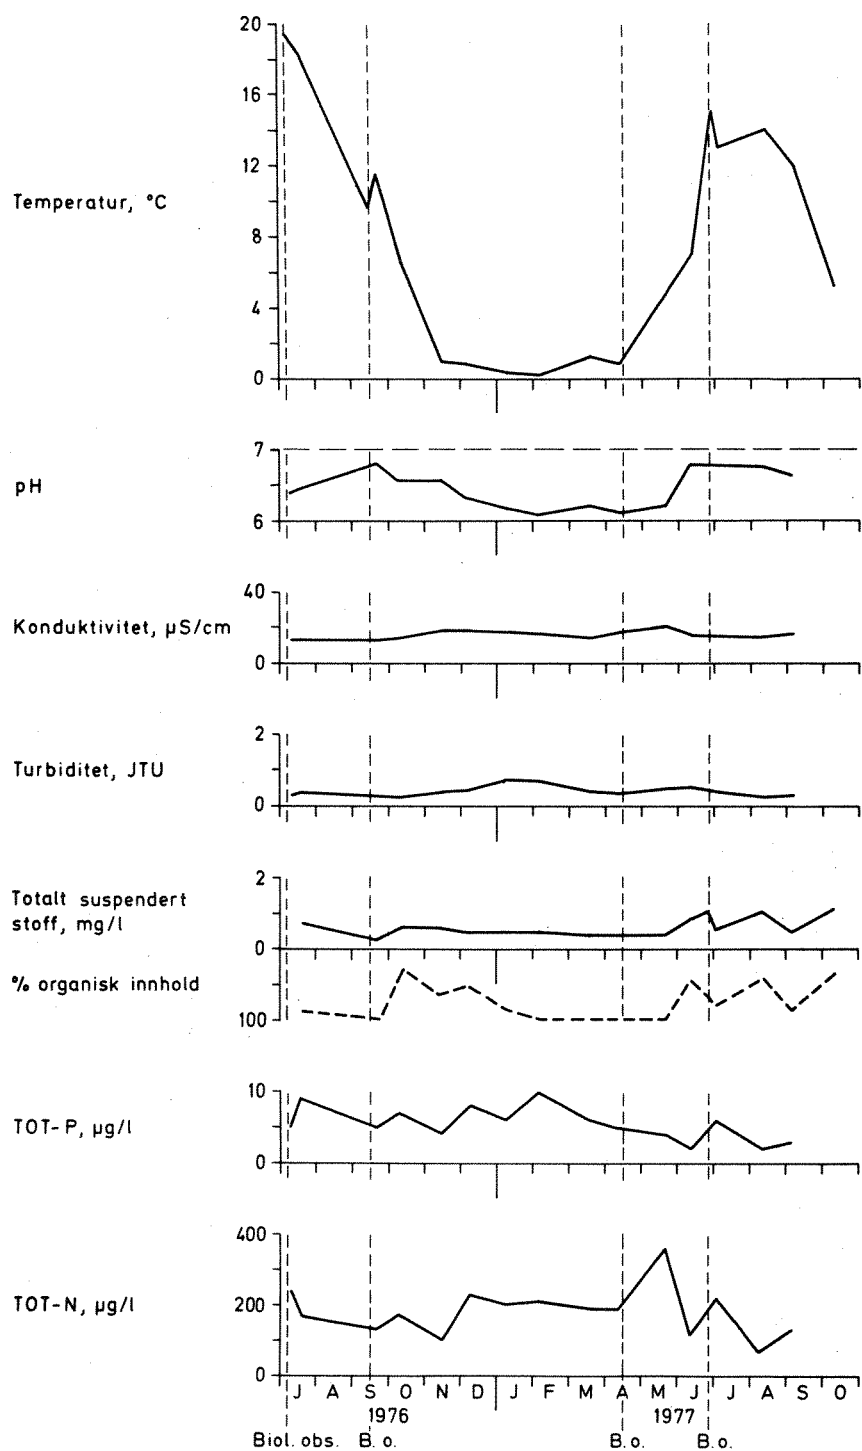 20
16
12
Temperatur, °C
8
4
0
7
pH
6
40
Konduktivitet, µS/cm
0
2
Turbiditet, JTU
0
Totalt suspendert
stoff, mg/l
2
0
% organisk innhold
100
10
TOT-P, µg/l
0
400
TOT-N, µg/l
200
0
J A S O N D J F M A M J J A S O
1976 1977
Biol. obs. B. o. B. o. B. o.